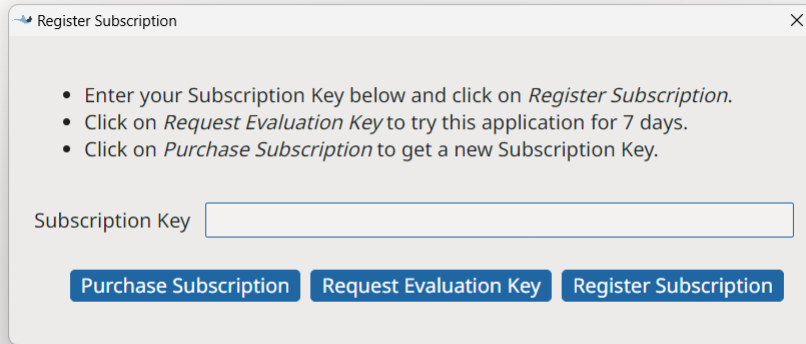 Register Subscription
• Enter your Subscription Key below and click on Register Subscription.
• Click on Request Evaluation Key to try this application for 7 days.
• Click on Purchase Subscription to get a new Subscription Key.
Subscription Key
Purchase Subscription Request Evaluation Key Register Subscription